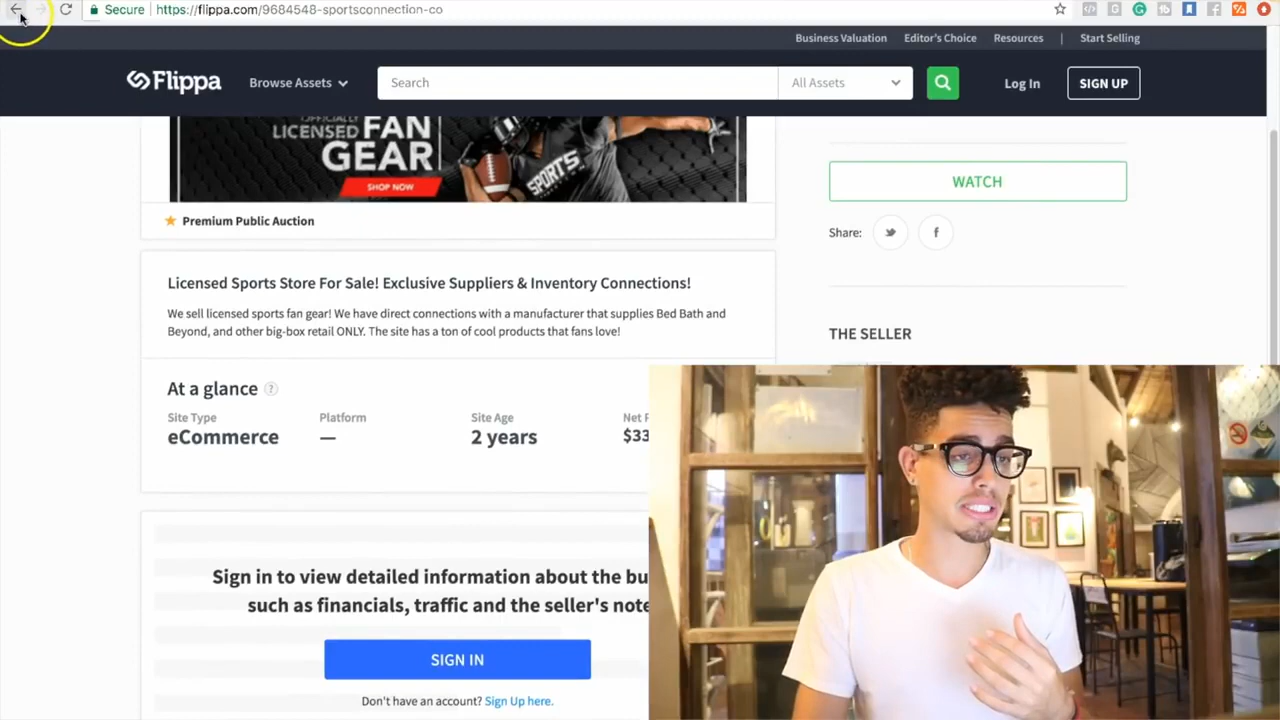 Secure | https://flippa.com/9684548-sportsconnection-co
Business Valuation Editor's Choice Resources | Start Selling
Flippa Browse Assets Search All Assets Log In SIGN UP
OFFICIALLY
LICENSED FAN
GEAR
SHOP NOW
SPORTS
Premium Public Auction
WATCH
Share:
Licensed Sports Store For Sale! Exclusive Suppliers & Inventory Connections!
We sell licensed sports fan gear! We have direct connections with a manufacturer that supplies Bed Bath and
Beyond, and other big-box retail ONLY. The site has a ton of cool products that fans love!
THE SELLER
At a glance ?
Site Type Platform Site Age Net
eCommerce — 2 years $33
Sign in to view detailed information about the bu
such as financials, traffic and the seller's note
SIGN IN
Don't have an account? Sign Up here.